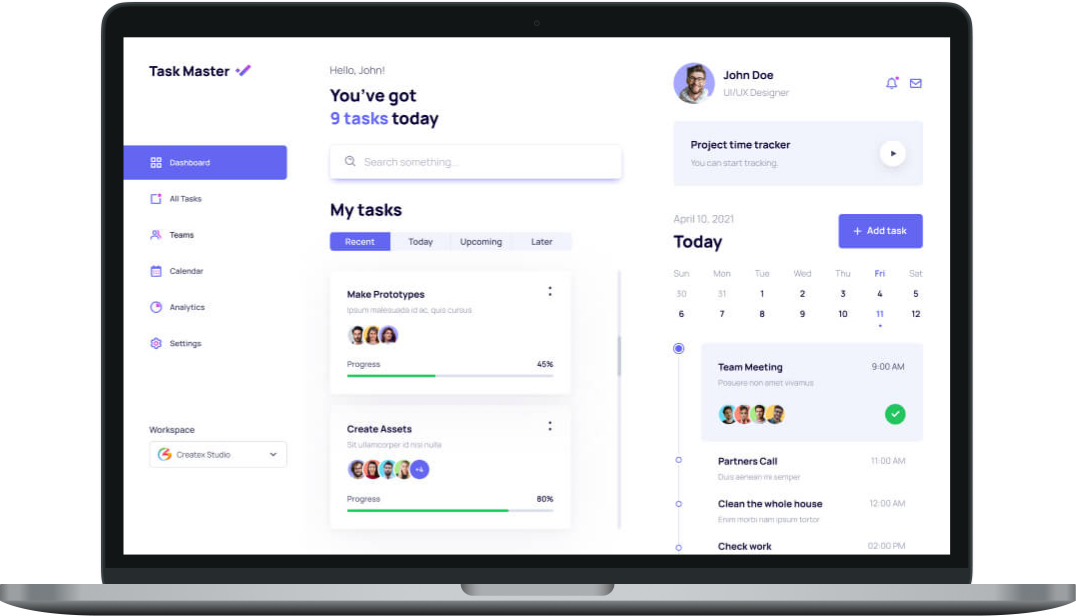 Task Master
Dashboard
All Tasks
Teams
Calendar
Analytics
Settings
Workspace
Createx Studio
Hello, John!
You've got
9 tasks today
Search something...
My tasks
Recent Today Upcoming Later
Make Prototypes
Ipsum malesuada id ac, quis cursus
Progress 45%
Create Assets
Sit ullamcorper id nisi nulla
+4
Progress 80%
John Doe
UI/UX Designer
Project time tracker
You can start tracking.
April 10, 2021
Today
+ Add task
Sun Mon Tue Wed Thu Fri Sat
30 31 1 2 3 4 5
6 7 8 9 10 11 12
Team Meeting 9:00 AM
Posuere non amet vivamus
Partners Call 11:00 AM
Duis aenean mi semper
Clean the whole house 12:00 AM
Enim morbi nam ipsum tortor
Check work 02:00 PM